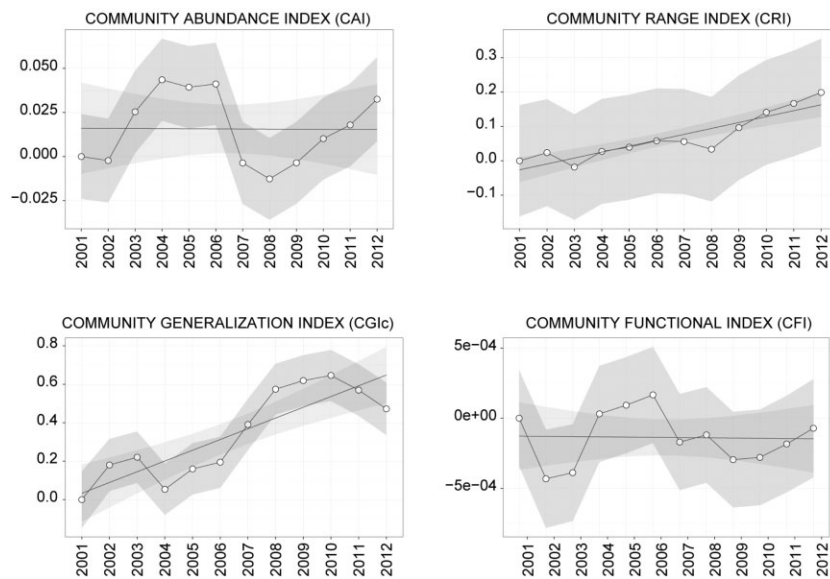 COMMUNITY ABUNDANCE INDEX (CAI)
0.050
0.025
0.000
−0.025
2001 2002 2003 2004 2005 2006 2007 2008 2009 2010 2011 2012
COMMUNITY RANGE INDEX (CRI)
0.3
0.2
0.1
0.0
−0.1
2001 2002 2003 2004 2005 2006 2007 2008 2009 2010 2011 2012
COMMUNITY GENERALIZATION INDEX (CGIc)
0.8
0.6
0.4
0.2
0.0
2001 2002 2003 2004 2005 2006 2007 2008 2009 2010 2011 2012
COMMUNITY FUNCTIONAL INDEX (CFI)
5e−04
0e+00
−5e−04
2001 2002 2003 2004 2005 2006 2007 2008 2009 2010 2011 2012